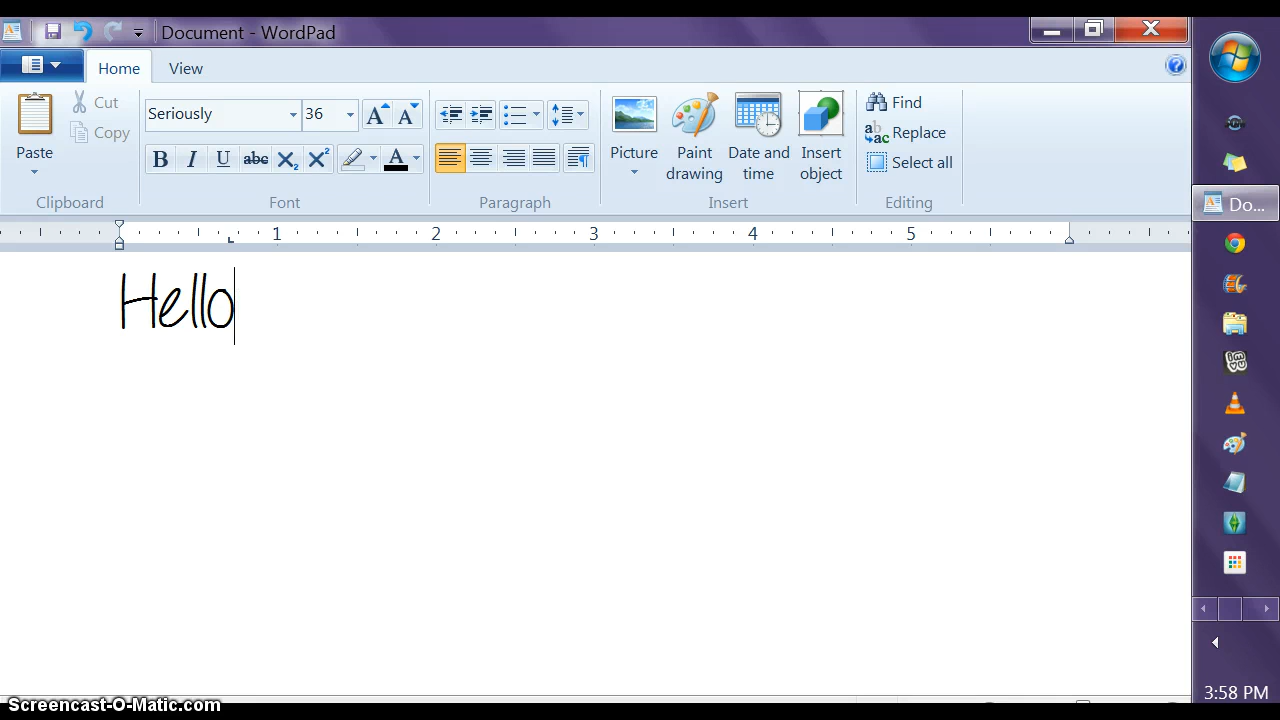 Document - WordPad
Home View
Paste
Cut
Copy
Clipboard
Seriously 36
B I U abc X₂ X² A
Font
Paragraph
Picture
Paint drawing
Date and time
Insert object
Insert
Find
Replace
Select all
Editing
1 2 3 4 5
Hello
Do...
3:58 PM
Screencast-O-Matic.com